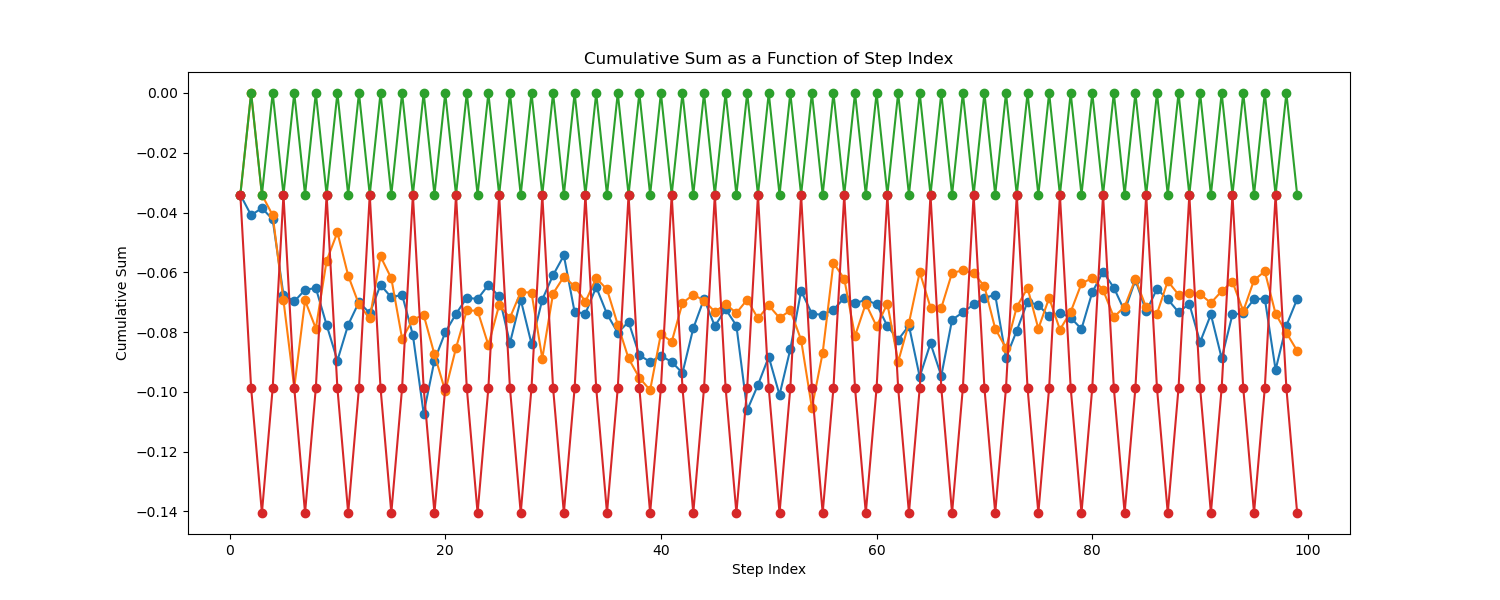 Cumulative Sum as a Function of Step Index
0.00
−0.02
−0.04
−0.06
−0.08
−0.10
−0.12
−0.14
Cumulative Sum
0 20 40 60 80 100
Step Index